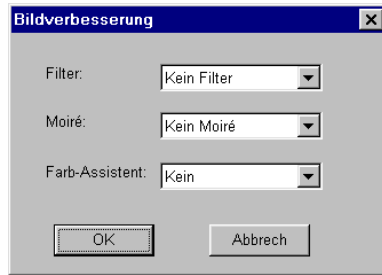 Bildverbesserung
Filter: Kein Filter
Moiré: Kein Moiré
Farb-Assistent: Kein
OK Abbrech